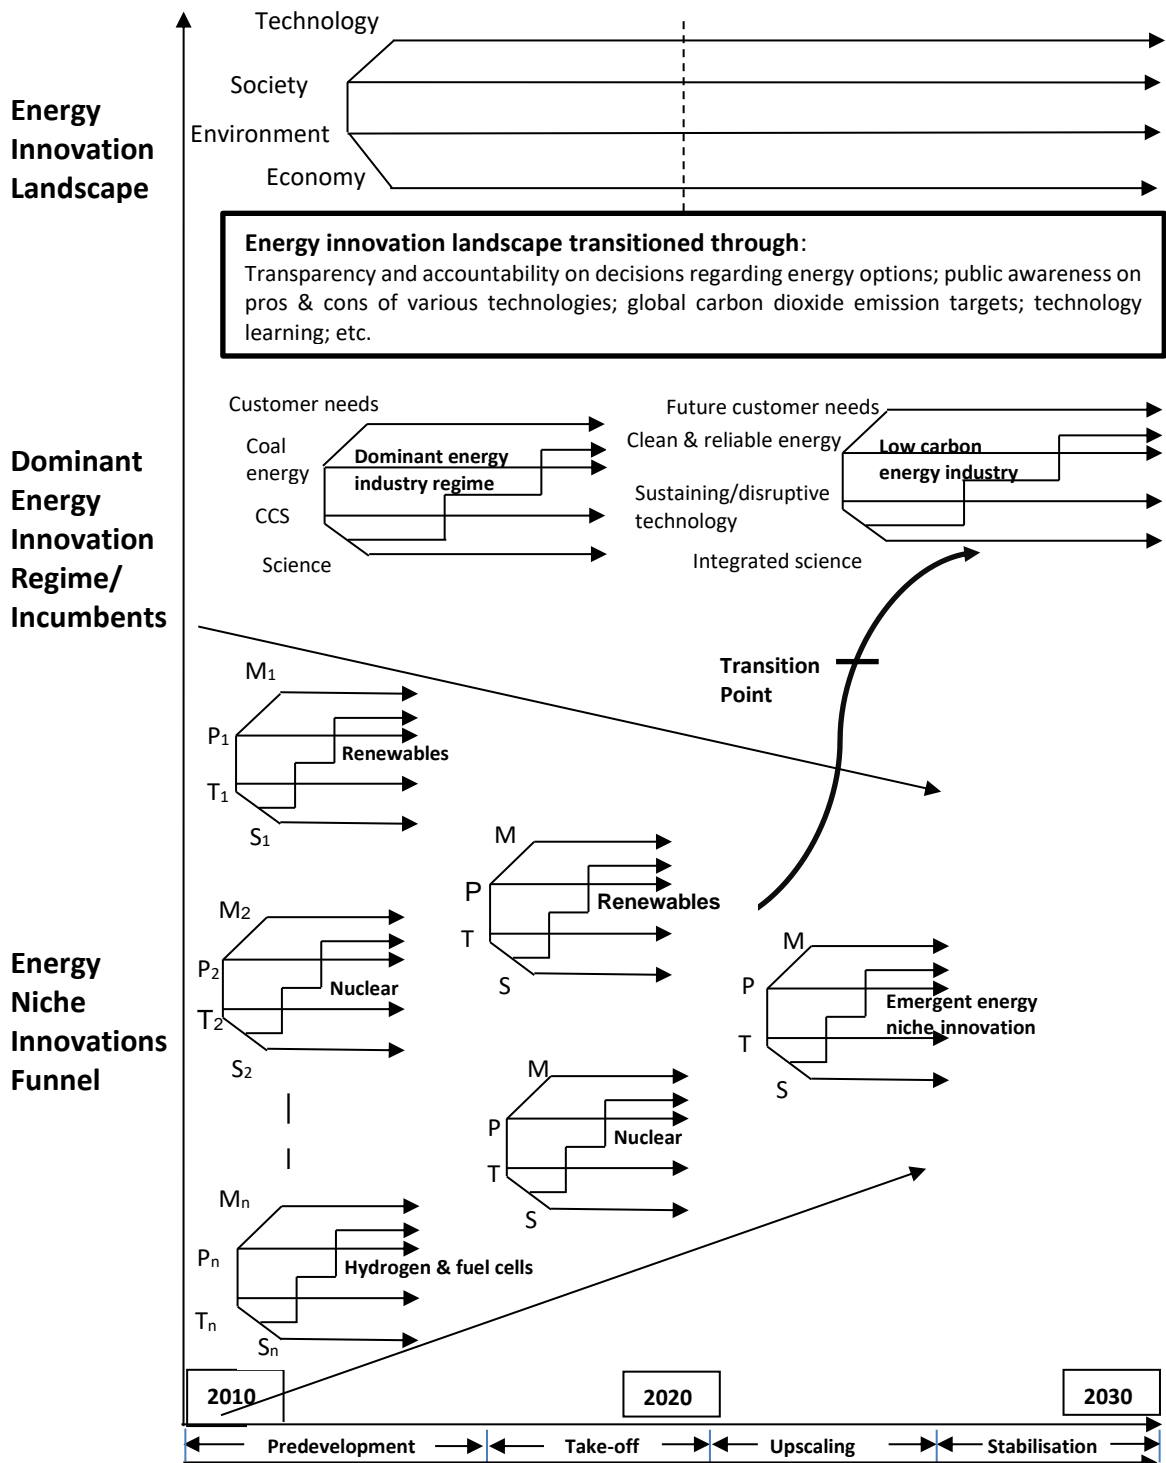 Technology
Society
Environment
Economy
Energy
Innovation
Landscape
Energy innovation landscape transitioned through:
Transparency and accountability on decisions regarding energy options; public awareness on
pros & cons of various technologies; global carbon dioxide emission targets; technology
learning; etc.
Dominant
Energy
Innovation
Regime/
Incumbents
Customer needs
Coal
energy
CCS
Science
Dominant energy
industry regime
Future customer needs
Clean & reliable energy
Sustaining/disruptive
technology
Integrated science
Low carbon
energy industry
Transition
Point
Energy
Niche
Innovations
Funnel
M1
P1
T1
S1
Renewables
M2
P2
T2
S2
Nuclear
Mn
Pn
Tn
Sn
Hydrogen & fuel cells
M
P
T
S
Renewables
M
P
T
S
Nuclear
M
P
T
S
Emergent energy
niche innovation
2010
2020
2030
Predevelopment
Take-off
Upscaling
Stabilisation